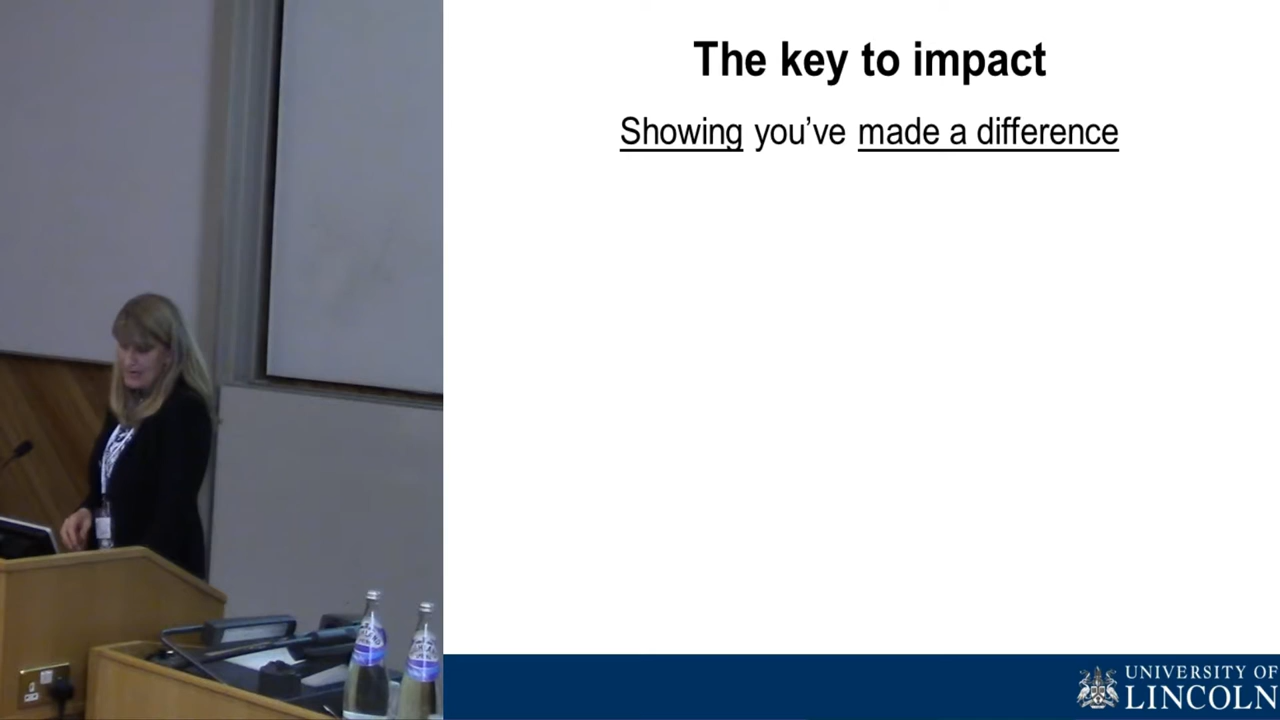 The key to impact
Showing you've made a difference
UNIVERSITY OF
LINCOLN